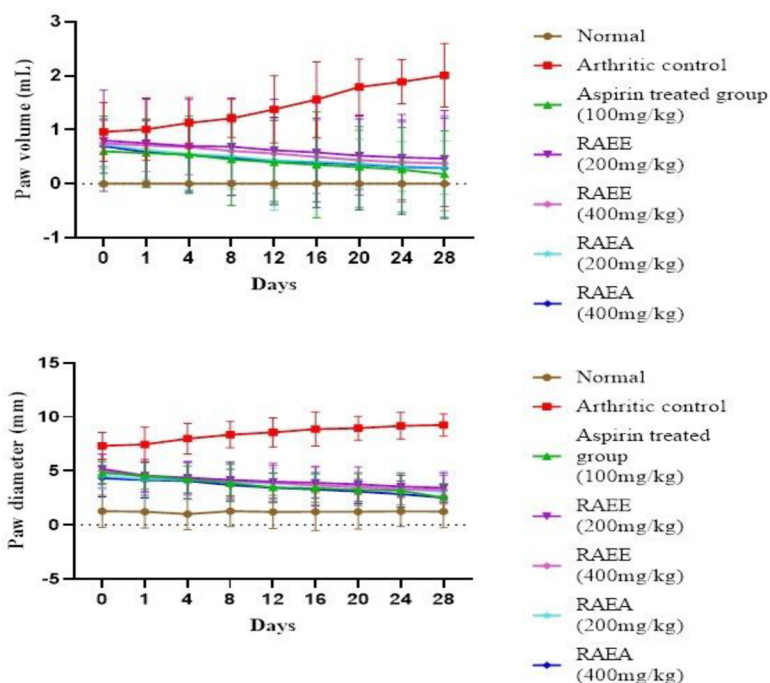 3
2
1
0
-1
Paw volume (mL)
0 1 4 8 12 16 20 24 28
Days
Normal
Arthritic control
Aspirin treated group
(100mg/kg)
RAEE
(200mg/kg)
RAEE
(400mg/kg)
RAEA
(200mg/kg)
RAEA
(400mg/kg)
15
10
5
0
-5
Paw diameter (mm)
0 1 4 8 12 16 20 24 28
Days
Normal
Arthritic control
Aspirin treated
group
(100mg/kg)
RAEE
(200mg/kg)
RAEE
(400mg/kg)
RAEA
(200mg/kg)
RAEA
(400mg/kg)